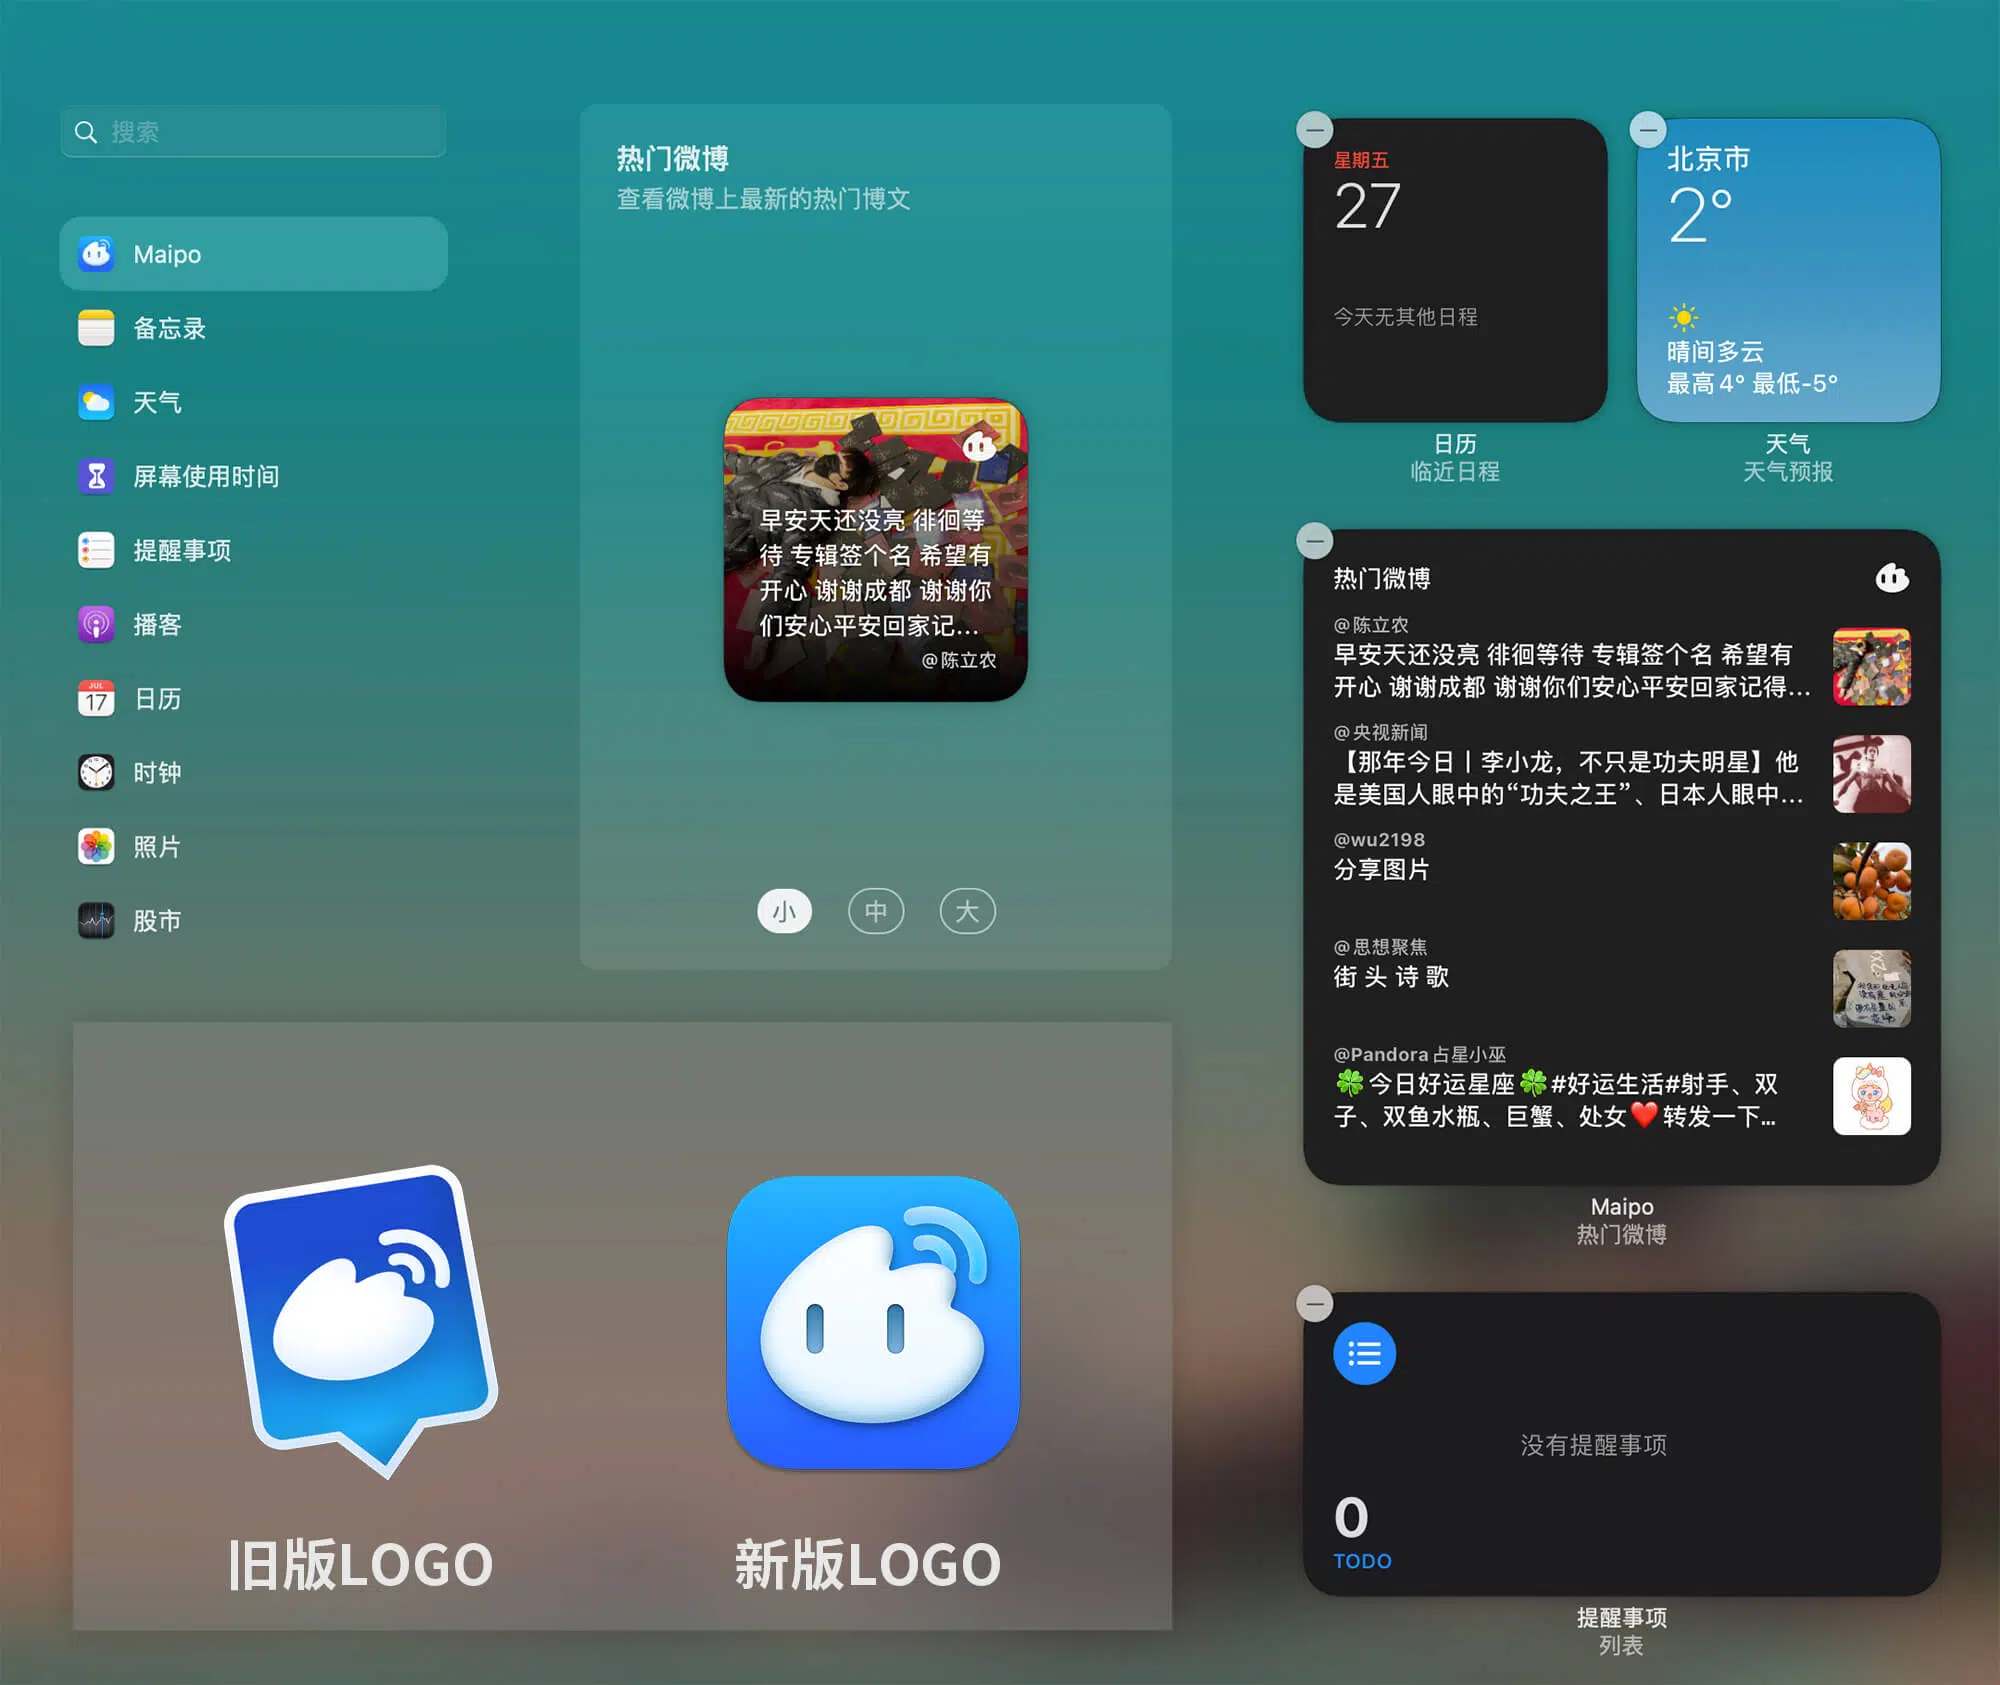 搜索
Maipo
备忘录
天气
屏幕使用时间
提醒事项
播客
JUL
17
日历
时钟
照片
股市
热门微博
查看微博上最新的热门博文
早安天还没亮 徘徊等
待 专辑签个名 希望有
开心 谢谢成都 谢谢你
们安心平安回家记...
@陈立农
小
中
大
旧版LOGO
新版LOGO
星期五
27
今天无其他日程
日历
临近日程
北京市
2°
晴间多云
最高 4° 最低-5°
天气
天气预报
热门微博
@陈立农
早安天还没亮 徘徊等待 专辑签个名 希望有
开心 谢谢成都 谢谢你们安心平安回家记得...
@央视新闻
【那年今日丨李小龙，不只是功夫明星】他
是美国人眼中的“功夫之王”、日本人眼中...
@wu2198
分享图片
@思想聚焦
街 头 诗 歌
@Pandora占星小巫
🍀今日好运星座🍀#好运生活#射手、双
子、双鱼水瓶、巨蟹、处女❤️转发一下...
Maipo
热门微博
没有提醒事项
0
TODO
提醒事项
列表